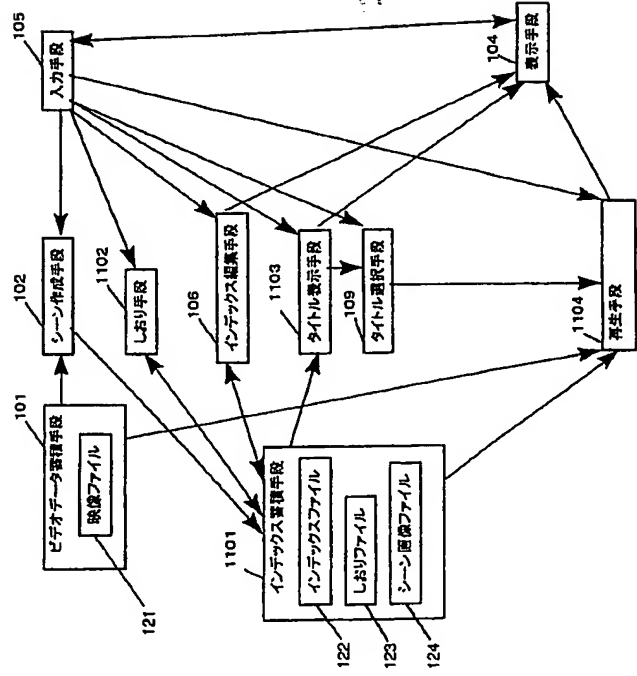 105
入力手段
102
シーン作成手段
1102
しおり手段
106
インデックス編集手段
1103
タイトル表示手段
109
タイトル選択手段
104
表示手段
1104
再生手段
101
ビデオデータ蓄積手段
映像ファイル
121
1101
インデックス蓄積手段
インデックスファイル
しおりファイル
シーン画像ファイル
122
123
124